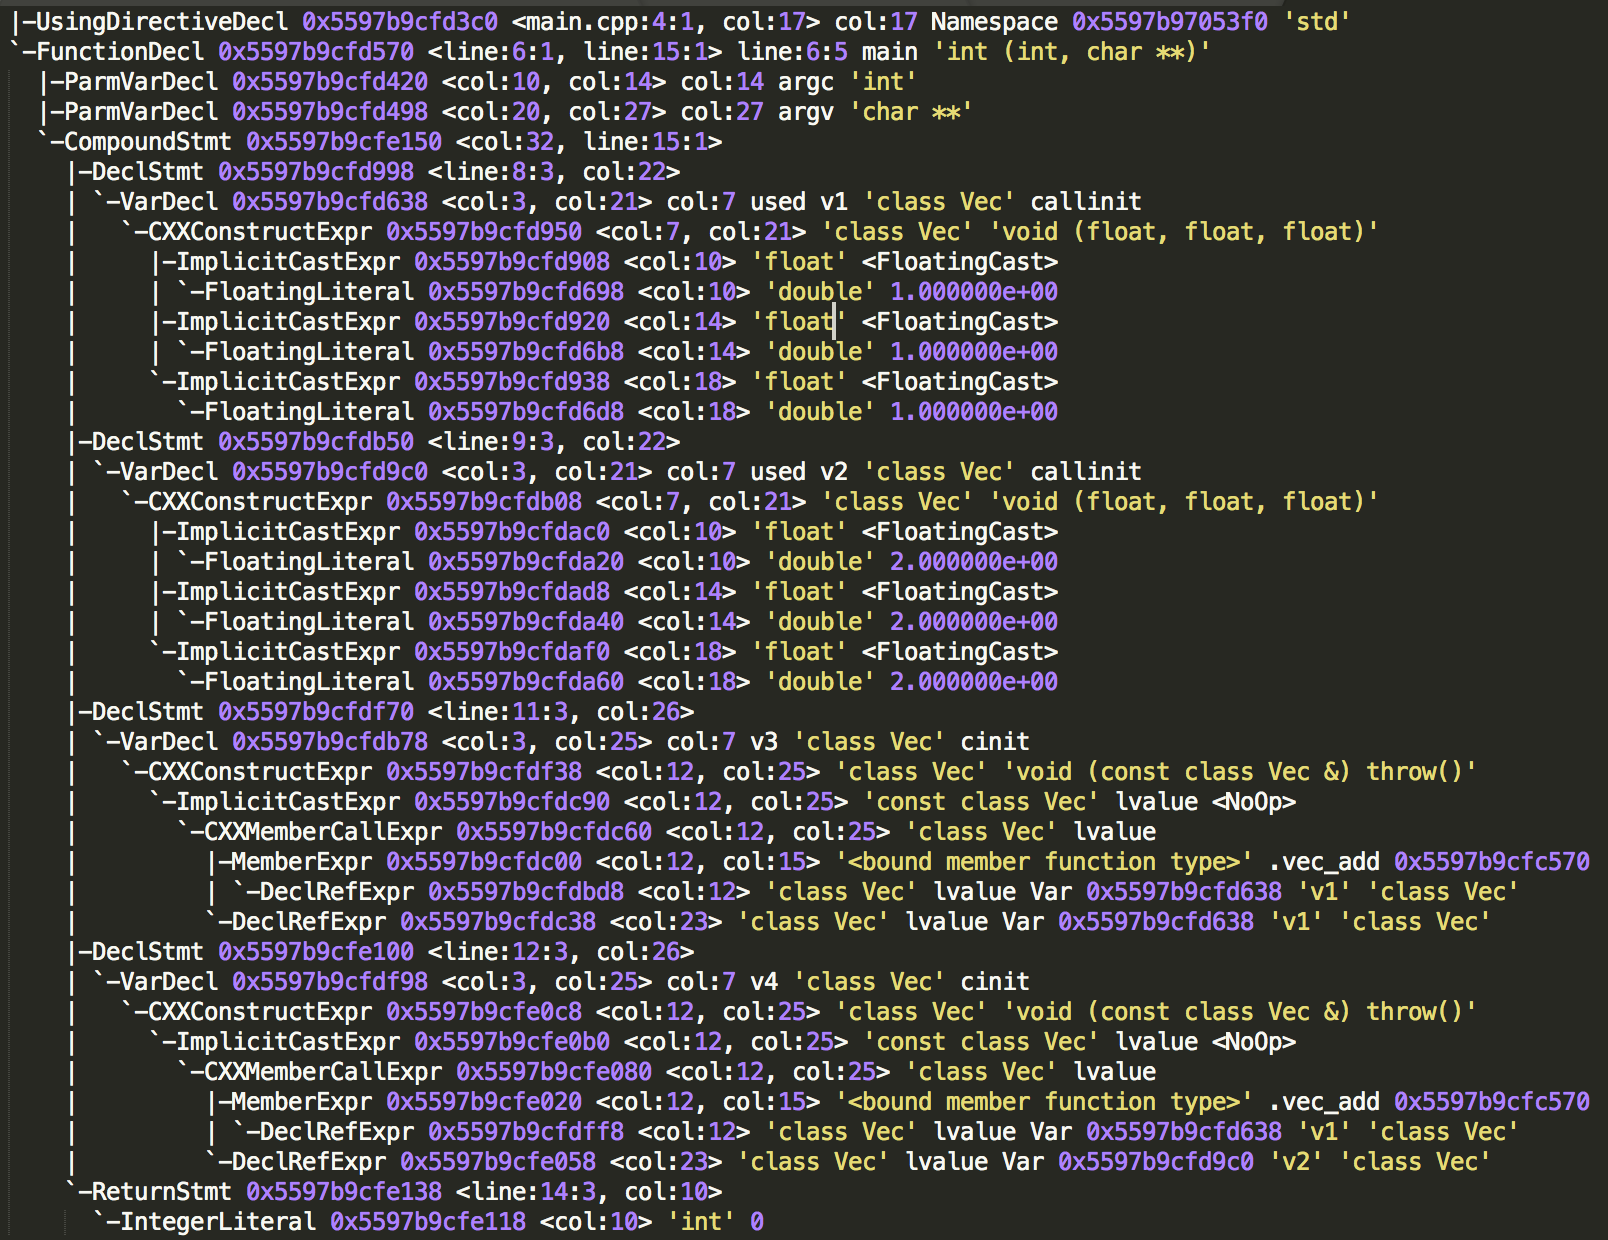 |-UsingDirectiveDecl 0x5597b9cfd3c0 <main.cpp:4:1, col:17> col:17 Namespace 0x5597b97053f0 'std'
`-FunctionDecl 0x5597b9cfd570 <line:6:1, line:15:1> line:6:5 main 'int (int, char **)'
  |-ParmVarDecl 0x5597b9cfd420 <col:10, col:14> col:14 argc 'int'
  |-ParmVarDecl 0x5597b9cfd498 <col:20, col:27> col:27 argv 'char **'
  `-CompoundStmt 0x5597b9cfe150 <col:32, line:15:1>
    |-DeclStmt 0x5597b9cfd998 <line:8:3, col:22>
    | `-VarDecl 0x5597b9cfd638 <col:3, col:21> col:7 used v1 'class Vec' callinit
    |   `-CXXConstructExpr 0x5597b9cfd950 <col:7, col:21> 'class Vec' 'void (float, float, float)'
    |     |-ImplicitCastExpr 0x5597b9cfd908 <col:10> 'float' <FloatingCast>
    |     | `-FloatingLiteral 0x5597b9cfd698 <col:10> 'double' 1.000000e+00
    |     |-ImplicitCastExpr 0x5597b9cfd920 <col:14> 'float' <FloatingCast>
    |     | `-FloatingLiteral 0x5597b9cfd6b8 <col:14> 'double' 1.000000e+00
    |     `-ImplicitCastExpr 0x5597b9cfd938 <col:18> 'float' <FloatingCast>
    |       `-FloatingLiteral 0x5597b9cfd6d8 <col:18> 'double' 1.000000e+00
    |-DeclStmt 0x5597b9cfdb50 <line:9:3, col:22>
    | `-VarDecl 0x5597b9cfd9c0 <col:3, col:21> col:7 used v2 'class Vec' callinit
    |   `-CXXConstructExpr 0x5597b9cfdb08 <col:7, col:21> 'class Vec' 'void (float, float, float)'
    |     |-ImplicitCastExpr 0x5597b9cfdac0 <col:10> 'float' <FloatingCast>
    |     | `-FloatingLiteral 0x5597b9cfda20 <col:10> 'double' 2.000000e+00
    |     |-ImplicitCastExpr 0x5597b9cfdad8 <col:14> 'float' <FloatingCast>
    |     | `-FloatingLiteral 0x5597b9cfda40 <col:14> 'double' 2.000000e+00
    |     `-ImplicitCastExpr 0x5597b9cfdaf0 <col:18> 'float' <FloatingCast>
    |       `-FloatingLiteral 0x5597b9cfda60 <col:18> 'double' 2.000000e+00
    |-DeclStmt 0x5597b9cfdf70 <line:11:3, col:26>
    | `-VarDecl 0x5597b9cfdb78 <col:3, col:25> col:7 v3 'class Vec' cinit
    |   `-CXXConstructExpr 0x5597b9cfdf38 <col:12, col:25> 'class Vec' 'void (const class Vec &) throw()'
    |     `-ImplicitCastExpr 0x5597b9cfdc90 <col:12, col:25> 'const class Vec' lvalue <NoOp>
    |       `-CXXMemberCallExpr 0x5597b9cfdc60 <col:12, col:25> 'class Vec' lvalue
    |         |-MemberExpr 0x5597b9cfdc00 <col:12, col:15> '<bound member function type>' .vec_add 0x5597b9cfc570
    |         | `-DeclRefExpr 0x5597b9cfdbd8 <col:12> 'class Vec' lvalue Var 0x5597b9cfd638 'v1' 'class Vec'
    |         `-DeclRefExpr 0x5597b9cfdc38 <col:23> 'class Vec' lvalue Var 0x5597b9cfd638 'v1' 'class Vec'
    |-DeclStmt 0x5597b9cfe100 <line:12:3, col:26>
    | `-VarDecl 0x5597b9cfdf98 <col:3, col:25> col:7 v4 'class Vec' cinit
    |   `-CXXConstructExpr 0x5597b9cfe0c8 <col:12, col:25> 'class Vec' 'void (const class Vec &) throw()'
    |     `-ImplicitCastExpr 0x5597b9cfe0b0 <col:12, col:25> 'const class Vec' lvalue <NoOp>
    |       `-CXXMemberCallExpr 0x5597b9cfe080 <col:12, col:25> 'class Vec' lvalue
    |         |-MemberExpr 0x5597b9cfe020 <col:12, col:15> '<bound member function type>' .vec_add 0x5597b9cfc570
    |         | `-DeclRefExpr 0x5597b9cfdff8 <col:12> 'class Vec' lvalue Var 0x5597b9cfd638 'v1' 'class Vec'
    |         `-DeclRefExpr 0x5597b9cfe058 <col:23> 'class Vec' lvalue Var 0x5597b9cfd9c0 'v2' 'class Vec'
    `-ReturnStmt 0x5597b9cfe138 <line:14:3, col:10>
      `-IntegerLiteral 0x5597b9cfe118 <col:10> 'int' 0